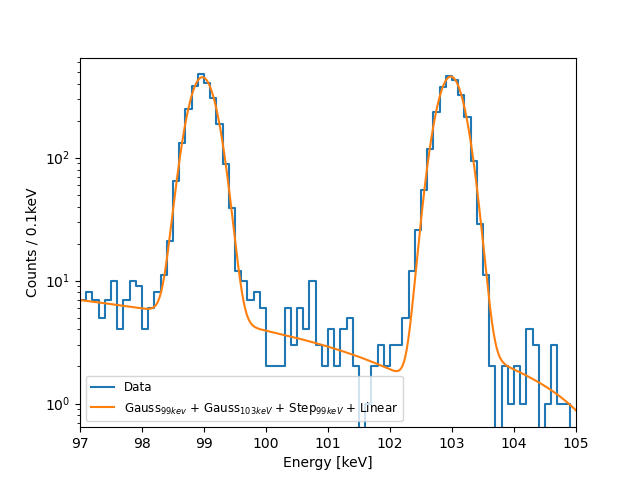 Counts / 0.1keV
10²
10¹
10⁰
Data
Gauss₉₉ₖₑᵥ + Gauss₁₀₃ₖₑV + Step₉₉ₖₑV + Linear
97 98 99 100 101 102 103 104 105
Energy [keV]